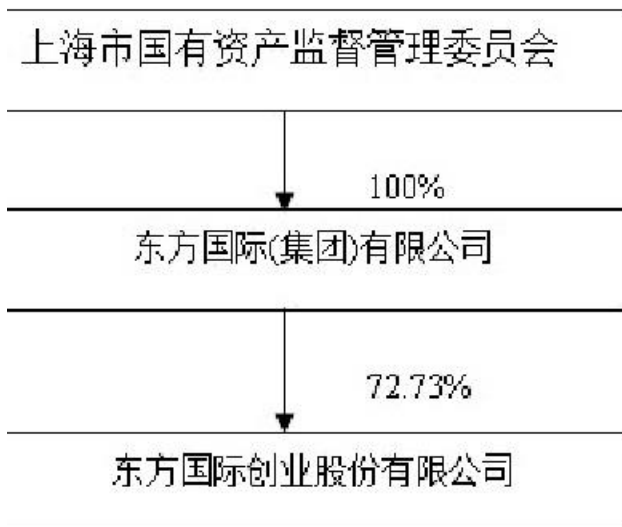 上海市国有资产监督管理委员会
100%
东方国际(集团)有限公司
72.73%
东方国际创业股份有限公司